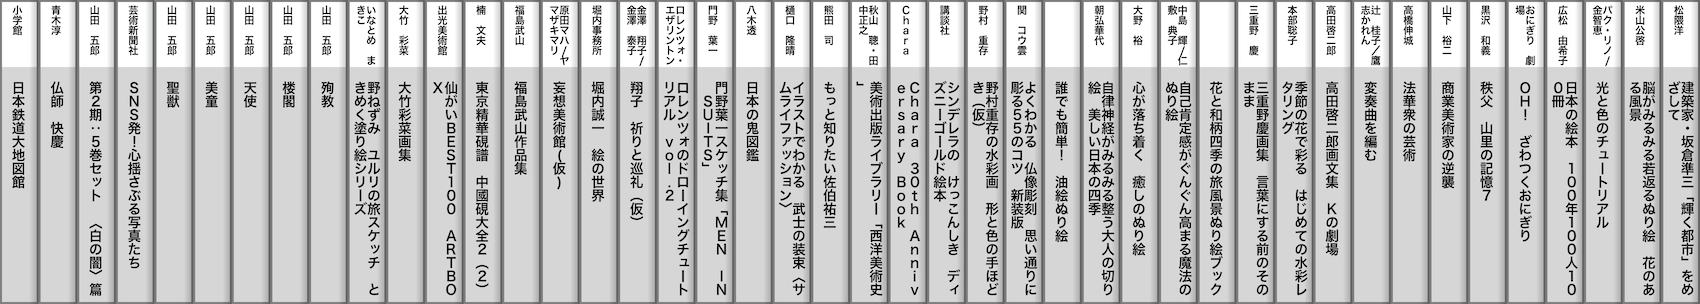 松隈洋
建築家・坂倉準三「輝く都市」をめ
ざして
米山公啓
脳がみるみる若返るぬり絵 花のあ
る風景
パク・リノ/
金智恵
光と色のチュートリアル
広松 由希子
日本の絵本 100年100人10
0冊
おにぎり 劇
場
OH! ざわつくおにぎり
黒沢 和義
秩父 山里の記憶7
山下 裕二
商業美術家の逆襲
高橋伸城
法華衆の芸術
辻 桂子/鷹
志かれん
変奏曲を編む
高田啓二郎
高田啓二郎画文集 Kの劇場
本部聡子
季節の花で彩る はじめての水彩レ
タリング
三重野 慶
三重野慶画集 言葉にする前のその
まま
花と和柄四季の旅風景ぬり絵ブック
中島 輝/仁
敷 典子
自己肯定感がぐんぐん高まる魔法の
ぬり絵
大野 裕
心が落ち着く 癒しのぬり絵
朝弘華代
自律神経がみるみる整う大人の切り
絵 美しい日本の四季
誰でも簡単! 油絵ぬり絵
関 コウ雲
よくわかる 仏像彫刻 思い通りに
彫る55のコツ 新装版
野村 重存
野村重存の水彩画 形と色の手ほど
き(仮)
講談社
シンデレラの けっこんしき ディ
ズニーゴールド絵本
Chara
Chara 30th Anniv
ersary Book
秋山 聰・田
中正之
美術出版ライブラリー「西洋美術史
」
熊田 司
もっと知りたい佐伯祐三
樋口 隆晴
イラストでわかる 武士の装束〈サ
ムライファッション〉
八木透
日本の鬼図鑑
門野 葉一
門野葉一スケッチ集「MEN IN
SUITS」
ロレンツォ・
エザリントン
ロレンツォのドローイングチュート
リアル vol.2
金澤 翔子/
金澤 泰子
翔子 祈りと巡礼(仮)
堀内事務所
堀内誠一 絵の世界
原田マハ/ヤ
マザキマリ
妄想美術館(仮)
福島武山
福島武山作品集
楠 文夫
東京精華硯譜 中國硯大全2(2)
出光美術館
仙がいBEST100 ARTBO
X
大竹 彩菜
大竹彩菜画集
いなとめ ま
きこ
野ねずみ ユルリの旅スケッチ と
きめく塗り絵シリーズ
山田 五郎
殉教
山田 五郎
楼閣
山田 五郎
天使
山田 五郎
美童
山田 五郎
聖獣
芸術新聞社
SNS発!心揺さぶる写真たち
山田 五郎
第2期:5巻セット 〈白の闇〉篇
青木淳
仏師 快慶
小学館
日本鉄道大地図館